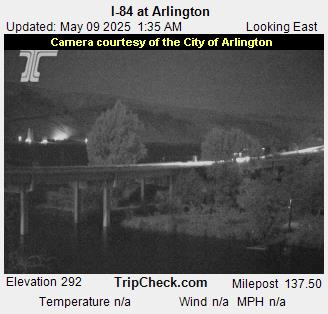 I-84 at Arlington
Updated: May 09 2025 1:35 AM Looking East
Camera courtesy of the City of Arlington
Elevation 292 TripCheck.com Milepost 137.50
Temperature n/a Wind n/a MPH n/a